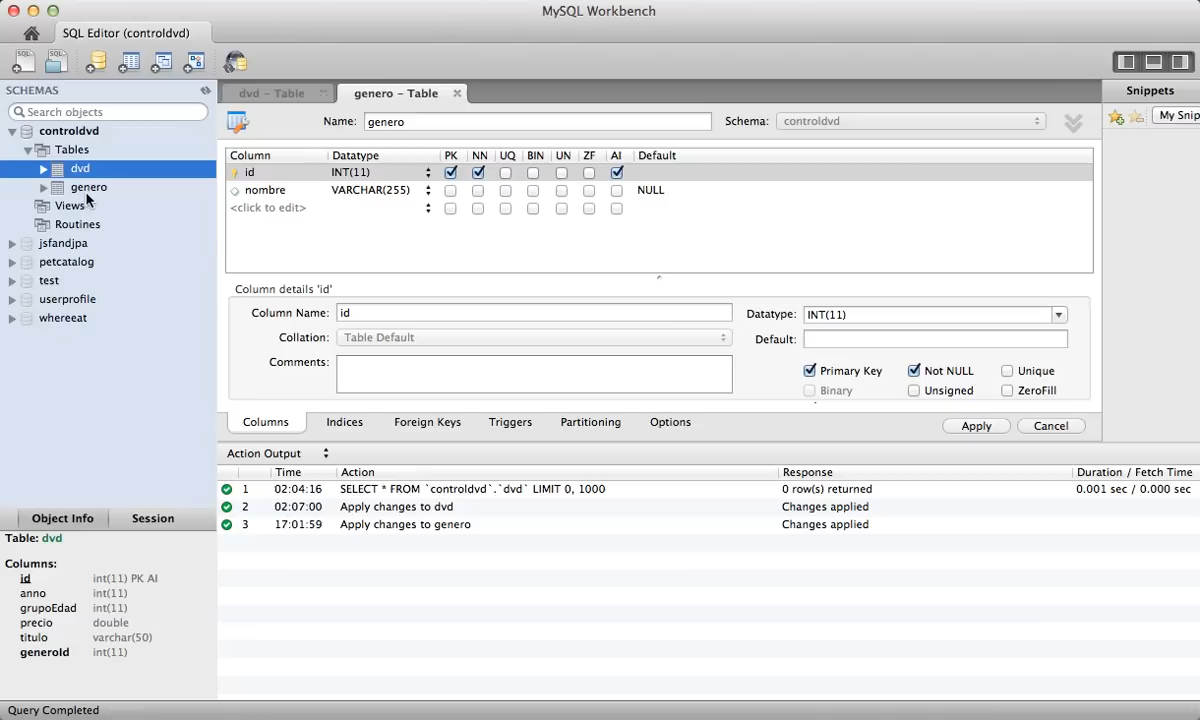 MySQL Workbench
SQL Editor (controldvd)
SQL SQL
SCHEMAS
Search objects
controldvd
Tables
dvd
genero
Views
Routines
jsfandjpa
petcatalog
test
userprofile
whereeat
dvd - Table
genero - Table
Name: genero Schema: controldvd
Column Datatype PK NN UQ BIN UN ZF AI Default
id INT(11)
nombre VARCHAR(255) NULL
<click to edit>
Column details 'id'
Column Name: id Datatype: INT(11)
Collation: Table Default Default:
Comments:
Primary Key Not NULL Unique
Binary Unsigned ZeroFill
Columns Indices Foreign Keys Triggers Partitioning Options Apply Cancel
Snippets
My Snip
Action Output
Time Action Response Duration / Fetch Time
1 02:04:16 SELECT * FROM `controldvd`.`dvd` LIMIT 0, 1000 0 row(s) returned 0.001 sec / 0.000 sec
2 02:07:00 Apply changes to dvd Changes applied
3 17:01:59 Apply changes to genero Changes applied
Object Info Session
Table: dvd
Columns:
id int(11) PK AI
anno int(11)
grupoEdad int(11)
precio double
titulo varchar(50)
generoId int(11)
Query Completed